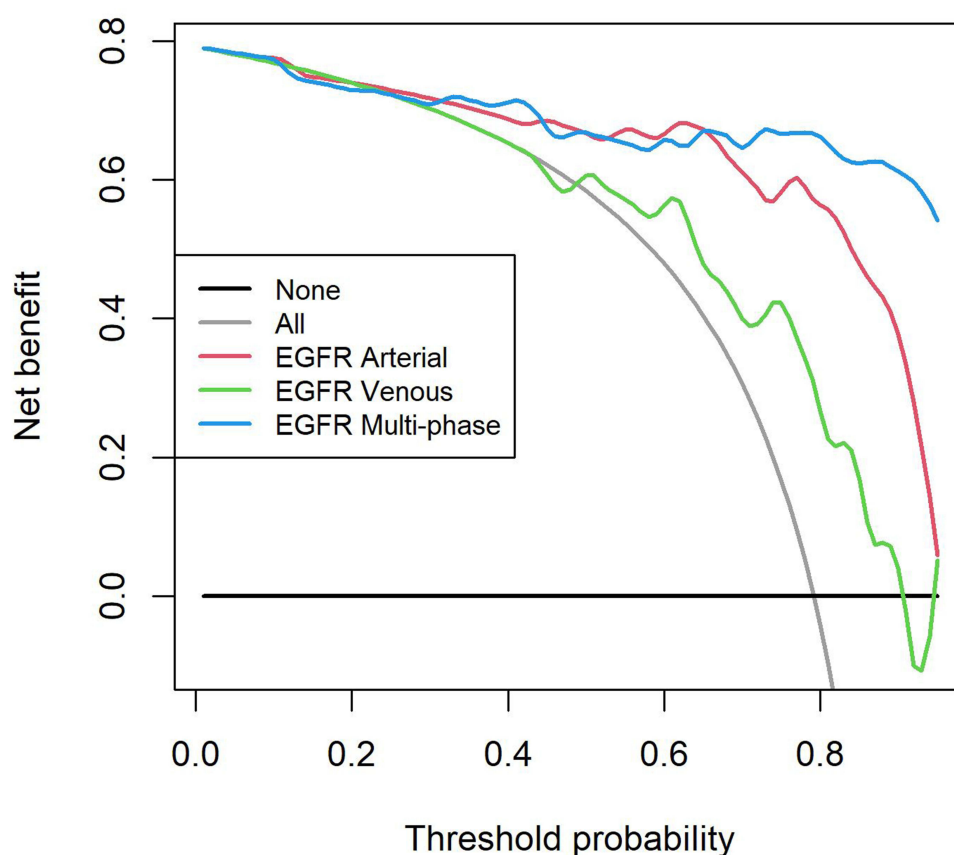 0.8
0.6
0.4
0.2
0.0
Net benefit
None
All
EGFR Arterial
EGFR Venous
EGFR Multi-phase
0.0 0.2 0.4 0.6 0.8
Threshold probability